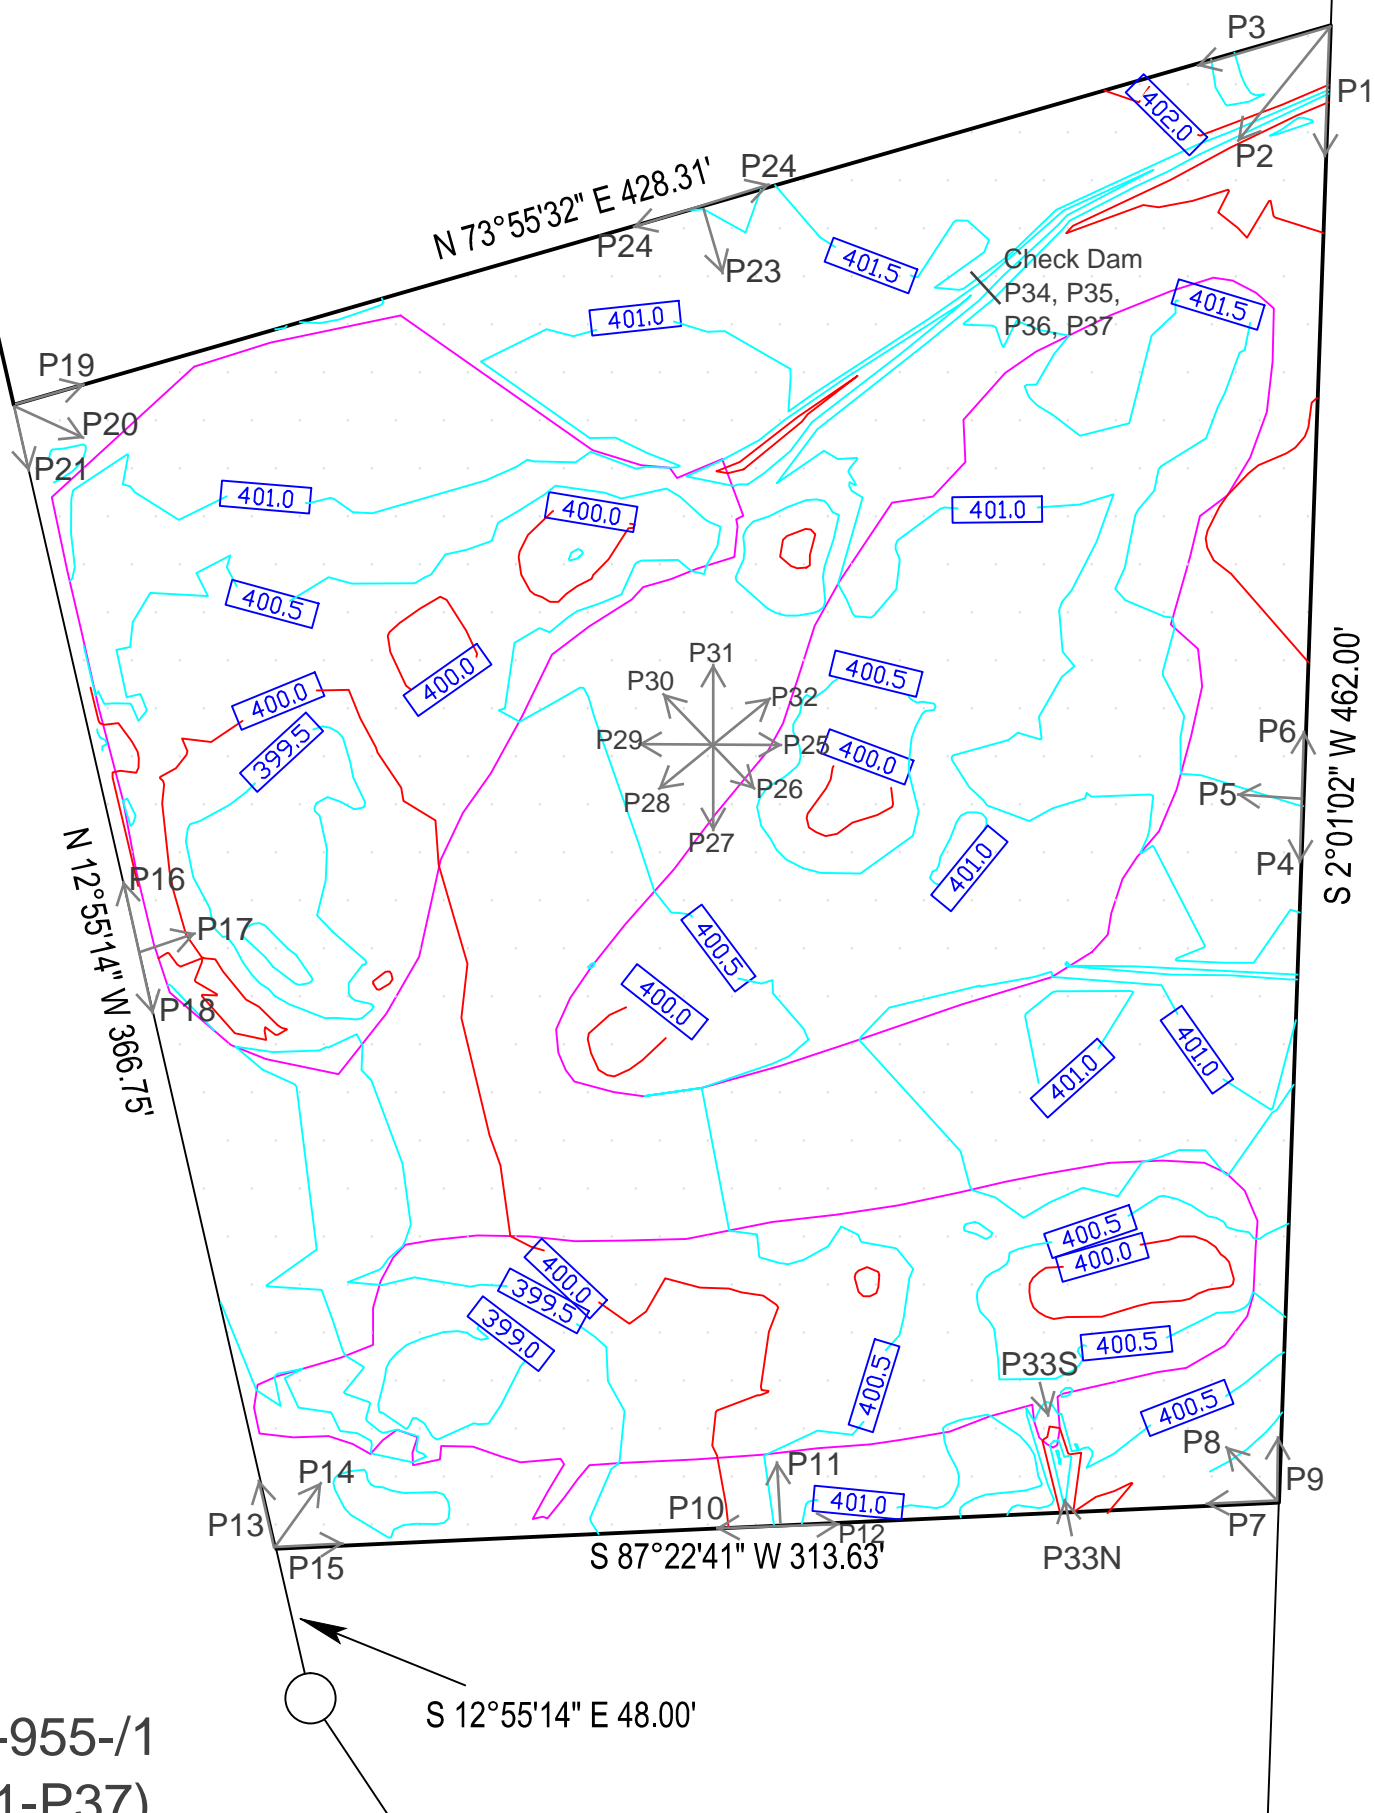 P3
P1
402.0
P2
P24
N 73°55'32" E 428.31'
P24
P23
401.5
Check Dam
P34, P35,
P36, P37
401.5
401.0
P19
P20
P21
401.0
400.0
401.0
400.5
400.0
400.0
399.5
P31
P30
P32
P29
P25
P28
P26
P27
400.5
400.0
S 2°01'02" W 462.00'
P6
P5
P4
401.0
N 12°55'14" W 366.75'
P16
P17
P18
400.5
400.0
401.0
401.0
400.5
400.0
400.0
399.5
399.0
400.5
P33S
400.5
400.5
P8
P9
P14
P11
P13
P10
401.0
P12
P7
P15
S 87°22'41" W 313.63'
P33N
S 12°55'14" E 48.00'
-955-/1
1-P37)